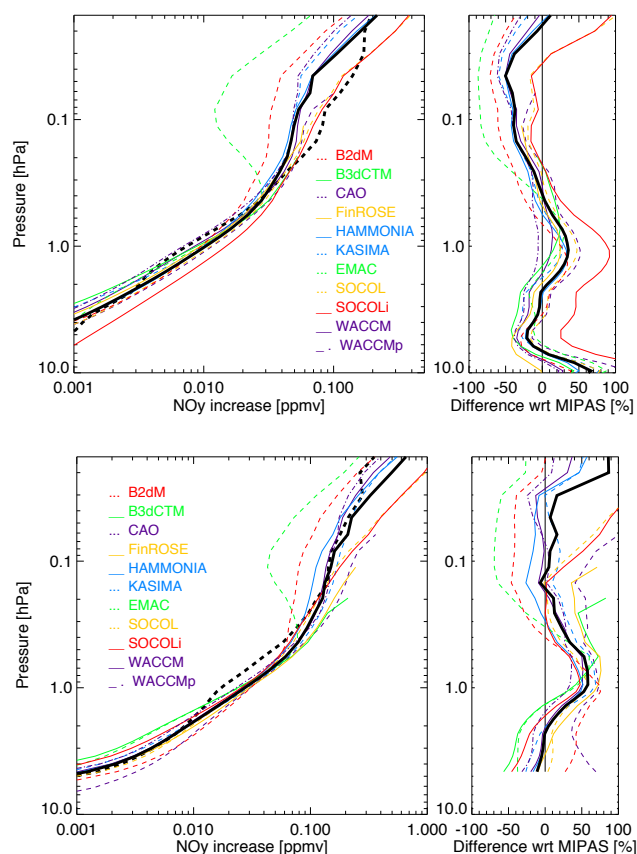 0.1
1.0
10.0
Pressure [hPa]
B2dM
B3dCTM
CAO
FinROSE
HAMMONIA
KASIMA
EMAC
SOCOL
SOCOLi
WACCM
WACCMp
0.001 0.010 0.100
NOy increase [ppmv]
-100 -50 0 50 100
Difference wrt MIPAS [%]
0.1
1.0
10.0
Pressure [hPa]
B2dM
B3dCTM
CAO
FinROSE
HAMMONIA
KASIMA
EMAC
SOCOL
SOCOLi
WACCM
WACCMp
0.001 0.010 0.100 1.000
NOy increase [ppmv]
-100 -50 0 50 100
Difference wrt MIPAS [%]